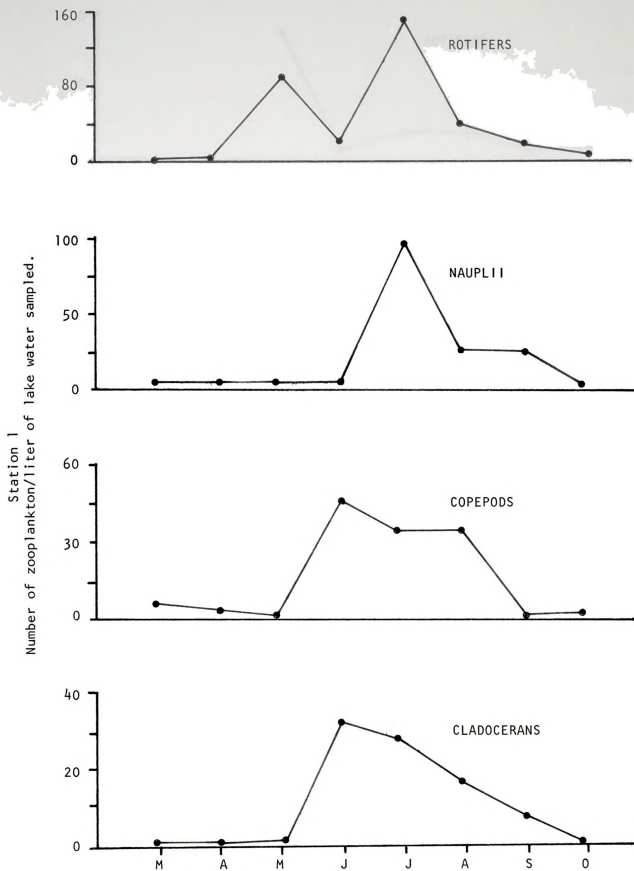 Station 1
Number of zooplankton/liter of lake water sampled.
160
80
0
ROTIFERS
100
50
0
NAUPLII
60
30
0
COPEPODS
40
20
0
CLADOCERANS
M A M J J A S O